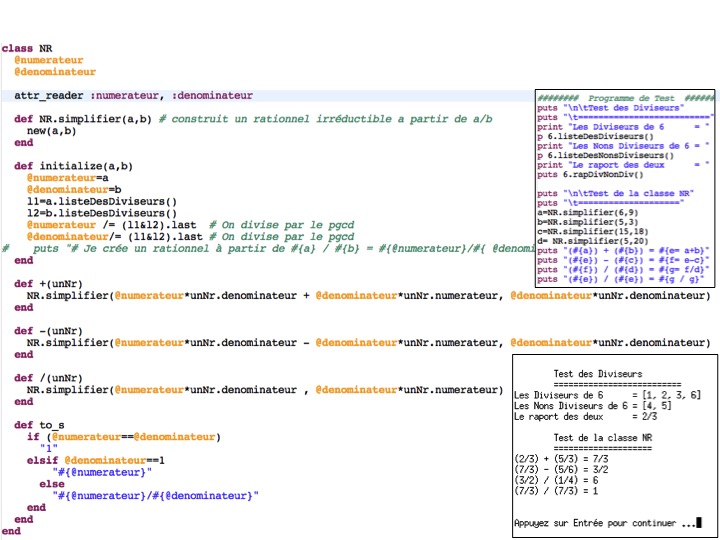 class NR
@numerateur
@denominateur
attr_reader :numerateur, :denominateur
def NR.simplifier(a,b) # construit un rationnel irréductible a partir de a/b
new(a,b)
end
def initialize(a,b)
@numerateur=a
@denominateur=b
l1=a.listeDesDiviseurs()
l2=b.listeDesDiviseurs()
@numerateur /= (l1&l2).last # On divise par le pgcd
@denominateur/= (l1&l2).last # On divise par le pgcd
# puts "# Je crée un rationnel à partir de #{a} / #{b} = #{@numerateur}/#{ @denomi
end
def +(unNr)
NR.simplifier(@numerateur*unNr.denominateur + @denominateur*unNr.numerateur, @denominateur*unNr.denominateur)
end
def -(unNr)
NR.simplifier(@numerateur*unNr.denominateur - @denominateur*unNr.numerateur, @denominateur*unNr.denominateur)
end
def /(unNr)
NR.simplifier(@numerateur*unNr.denominateur , @denominateur*unNr.numerateur)
end
def to_s
if (@numerateur==@denominateur)
"1"
elsif @denominateur==1
"#{@numerateur}"
else
"#{@numerateur}/#{@denominateur}"
end
end
end
######## Programme de Test ######
puts "\n\tTest des Diviseurs"
puts "\t=========================="
print "Les Diviseurs de 6 = "
p 6.listeDesDiviseurs()
print "Les Nons Diviseurs de 6 = "
p 6.listeDesNonsDiviseurs()
print "Le raport des deux = "
puts 6.rapDivNonDiv()
puts "\n\tTest de la classe NR"
puts "\t===================="
a=NR.simplifier(6,9)
b=NR.simplifier(5,3)
c=NR.simplifier(15,18)
d= NR.simplifier(5,20)
puts "(#{a}) + (#{b}) = #{e= a+b}"
puts "(#{e}) - (#{c}) = #{f= e-c}"
puts "(#{f}) / (#{d}) = #{g= f/d}"
puts "(#{e}) / (#{e}) = #{g / g}"
Test des Diviseurs
==========================
Les Diviseurs de 6 = [1, 2, 3, 6]
Les Nons Diviseurs de 6 = [4, 5]
Le raport des deux = 2/3
Test de la classe NR
====================
(2/3) + (5/3) = 7/3
(7/3) - (5/6) = 3/2
(3/2) / (1/4) = 6
(7/3) / (7/3) = 1
Appuyez sur Entrée pour continuer ...